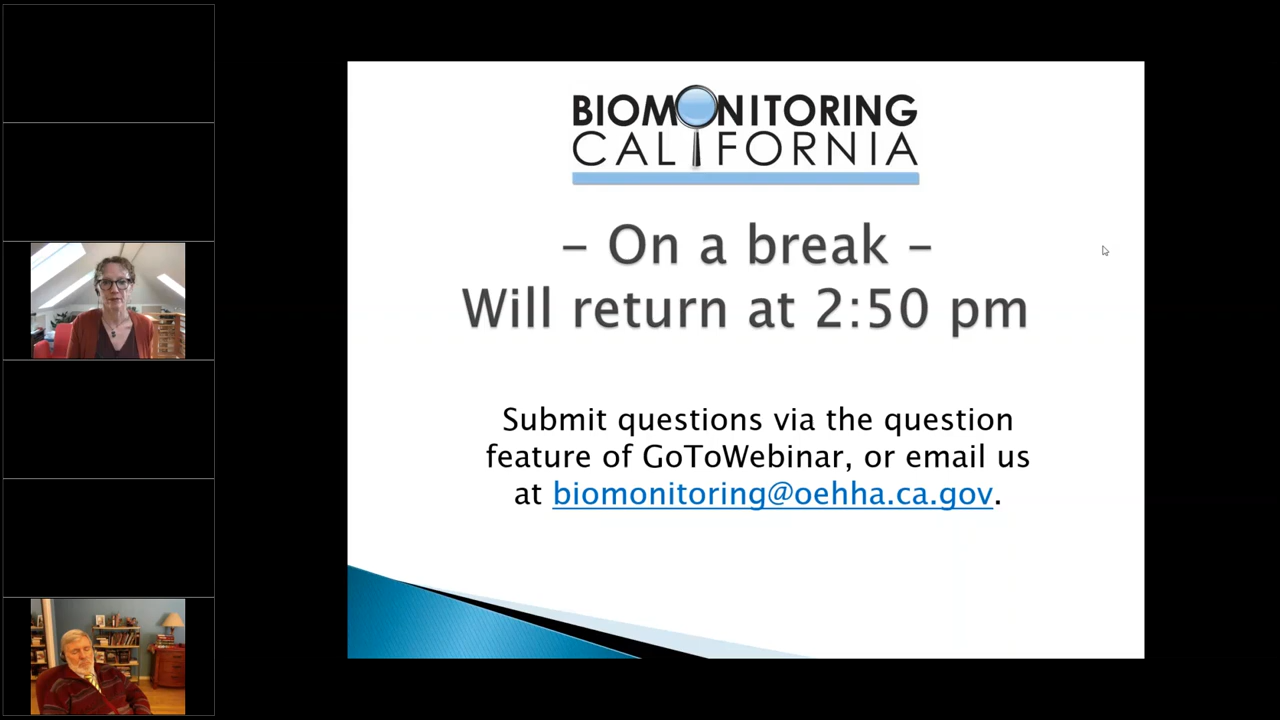 BIOMONITORING
CALIFORNIA
– On a break –
Will return at 2:50 pm
Submit questions via the question
feature of GoToWebinar, or email us
at biomonitoring@oehha.ca.gov.